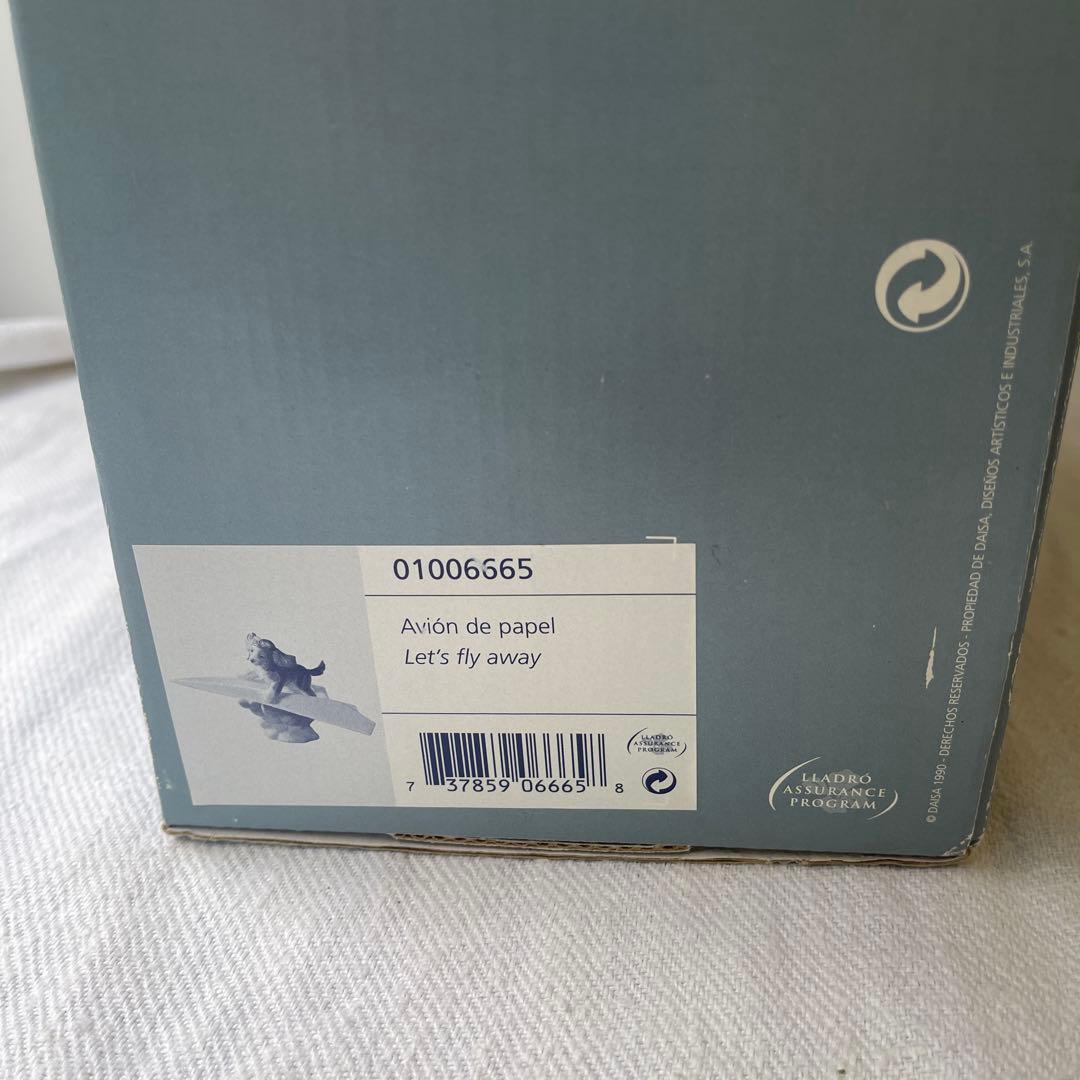 01006665
Avión de papel
Let's fly away
7 37859 06665 8
LLADRÓ
ASSURANCE
PROGRAM
LLADRÓ
ASSURANCE
PROGRAM
© DAISA 1990 - DERECHOS RESERVADOS - PROPIEDAD DE DAISA, DISEÑOS ARTÍSTICOS E INDUSTRIALES, S.A.